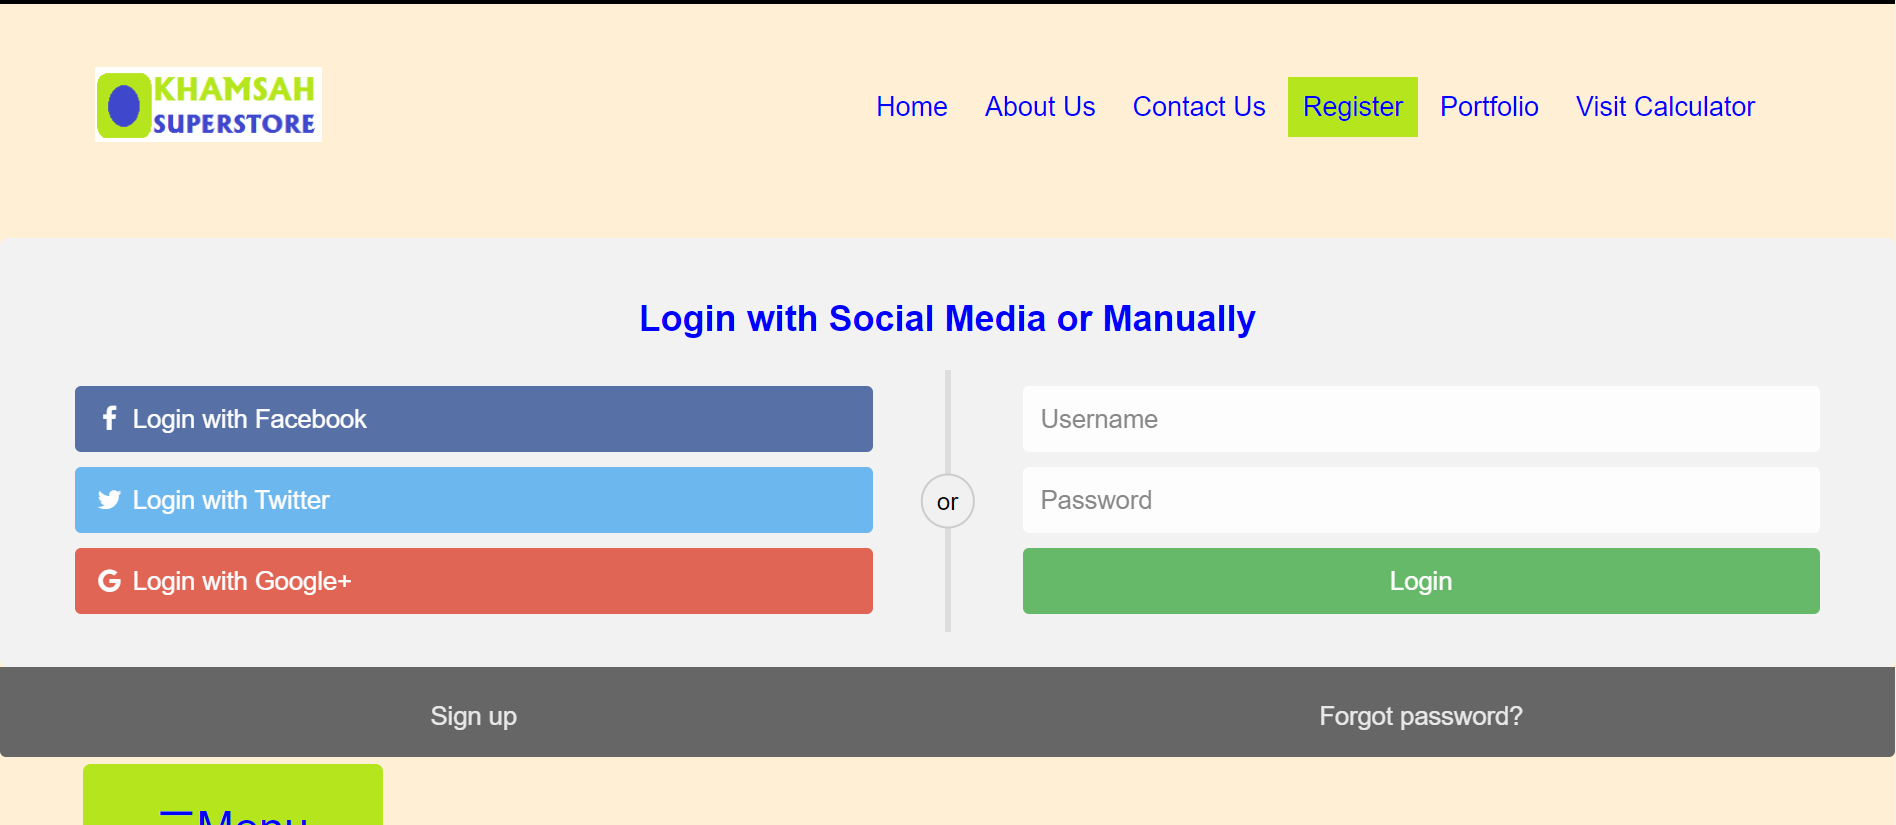 KHAMSAH
SUPERSTORE
Home About Us Contact Us Register Portfolio Visit Calculator
Login with Social Media or Manually
Login with Facebook
Login with Twitter
Login with Google+
or
Username
Password
Login
Sign up Forgot password?
Menu